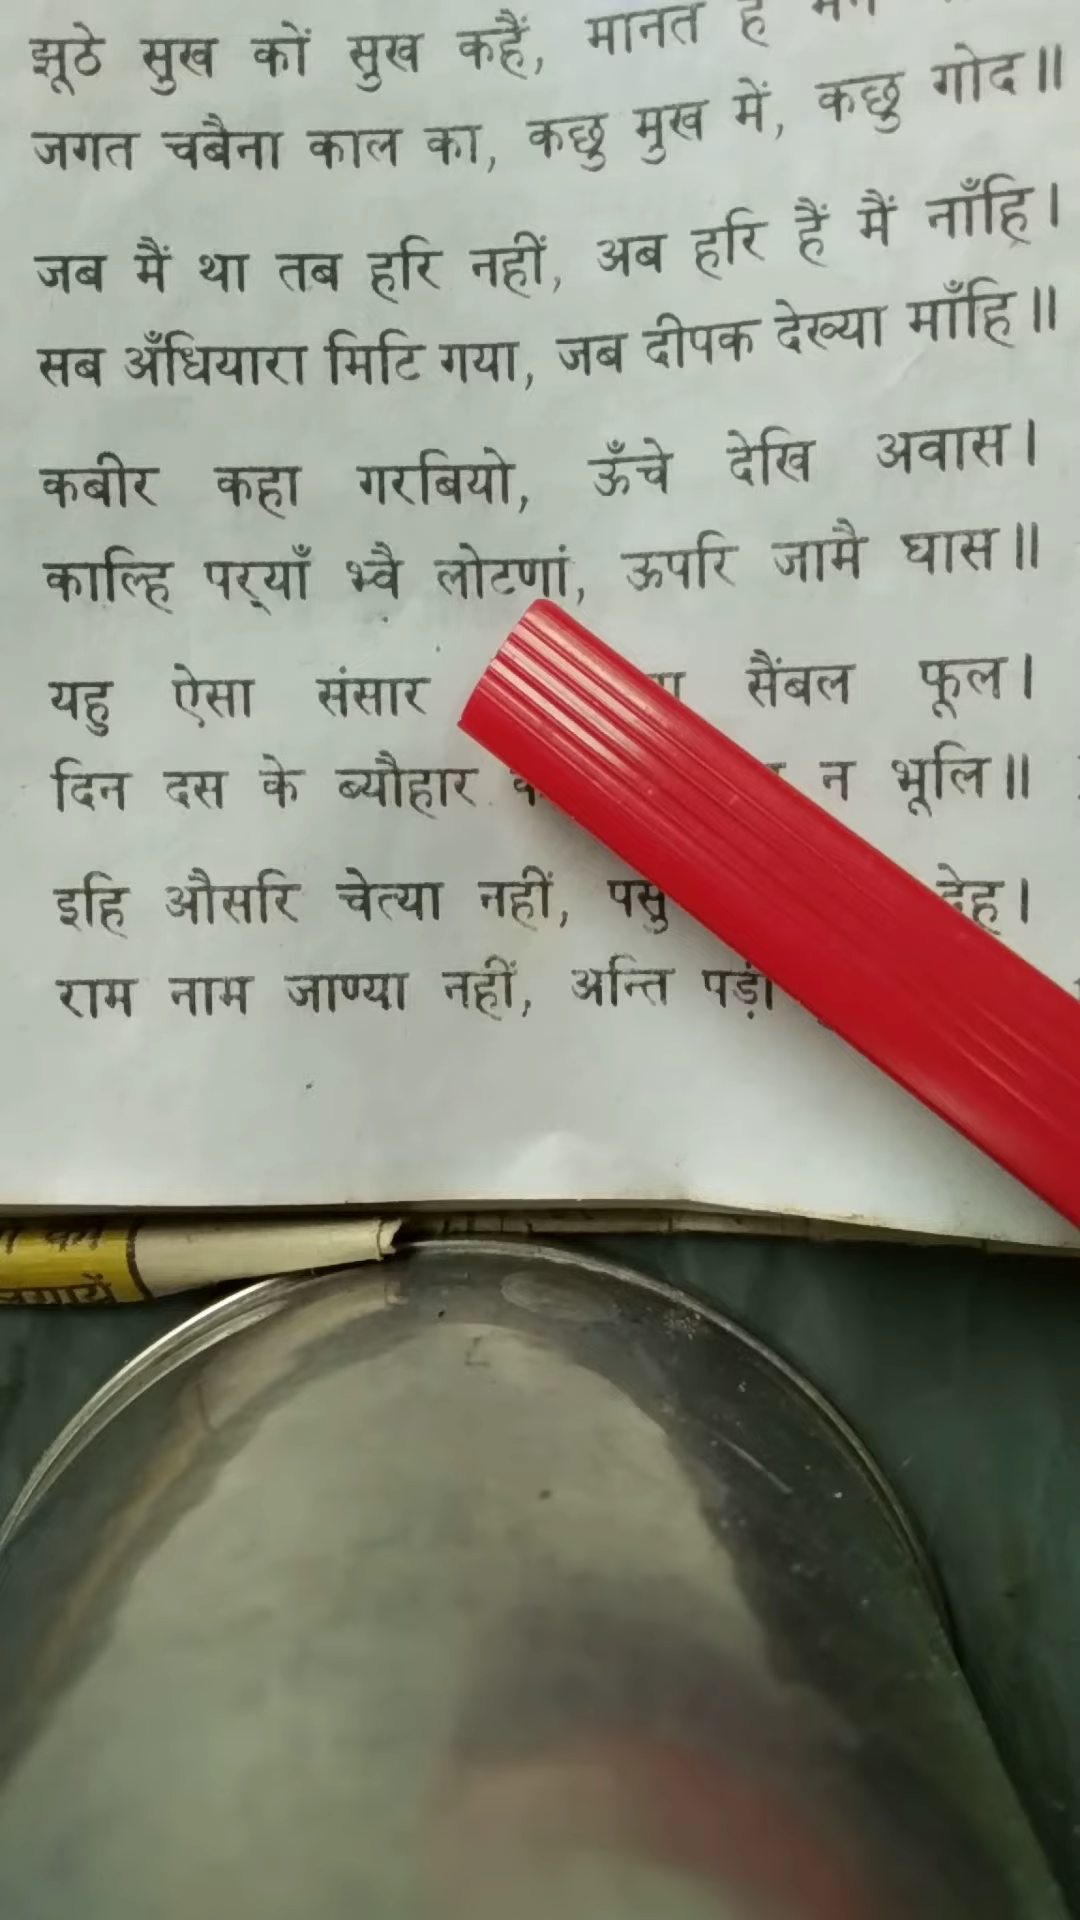 झूठे सुख कों सुख कहैं, मानत है
जगत चबैना काल का, कछु मुख में, कछु गोद॥
जब मैं था तब हरि नहीं, अब हरि हैं मैं नाँहि।
सब अँधियारा मिटि गया, जब दीपक देख्या माँहि॥
कबीर कहा गरबियो, ऊँचे देखि अवास।
काल्हि पर्‌याँ भ्वै लोटणां, ऊपरि जामै घास॥
यहु ऐसा संसार सैंबल फूल।
दिन दस के ब्यौहार न भूलि॥
इहि औसरि चेत्या नहीं, पसु देह।
राम नाम जाण्या नहीं, अन्ति पड़ां